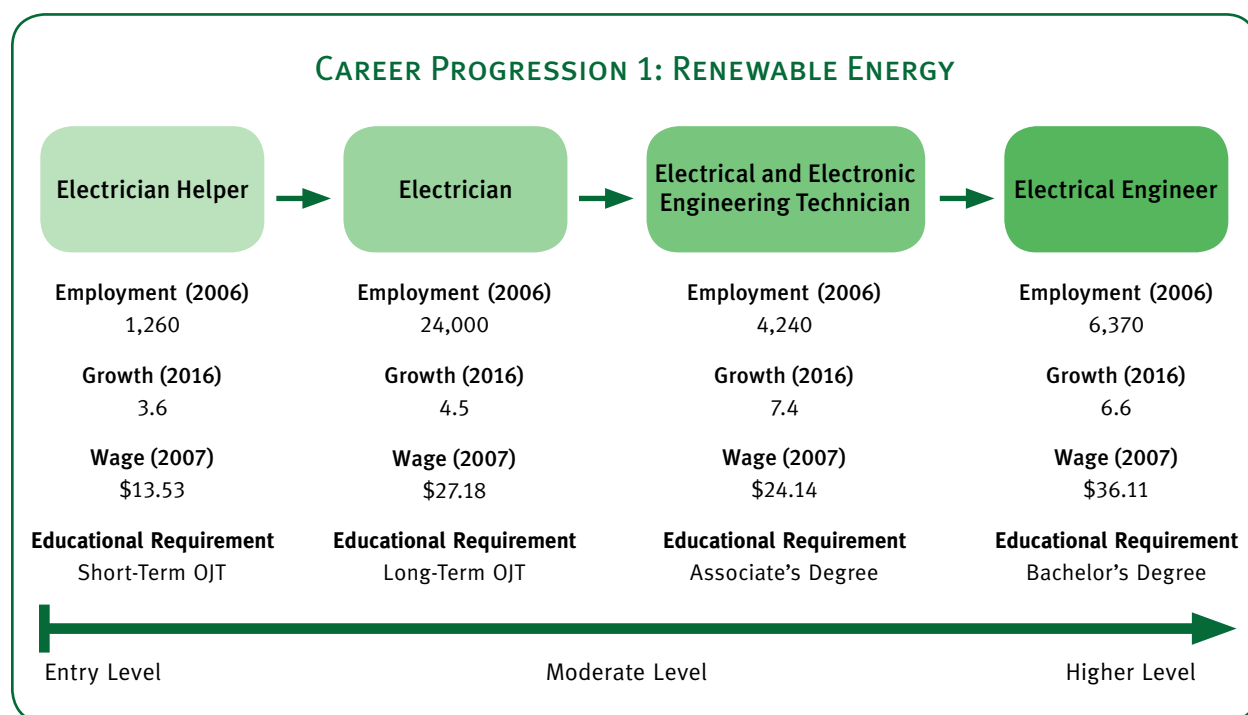 CAREER PROGRESSION 1: RENEWABLE ENERGY
Electrician Helper
Electrician
Electrical and Electronic
Engineering Technician
Electrical Engineer
Employment (2006)
1,260
Growth (2016)
3.6
Wage (2007)
$13.53
Educational Requirement
Short-Term OJT
Employment (2006)
24,000
Growth (2016)
4.5
Wage (2007)
$27.18
Educational Requirement
Long-Term OJT
Employment (2006)
4,240
Growth (2016)
7.4
Wage (2007)
$24.14
Educational Requirement
Associate’s Degree
Employment (2006)
6,370
Growth (2016)
6.6
Wage (2007)
$36.11
Educational Requirement
Bachelor’s Degree
Entry Level
Moderate Level
Higher Level